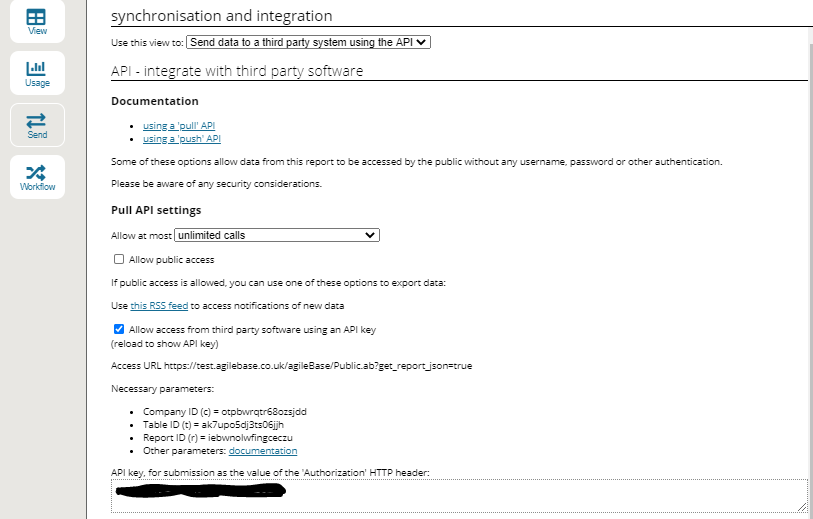 View
Usage
Send
Workflow
synchronisation and integration
Use this view to: Send data to a third party system using the API
API - integrate with third party software
Documentation
using a 'pull' API
using a 'push' API
Some of these options allow data from this report to be accessed by the public without any username, password or other authentication.
Please be aware of any security considerations.
Pull API settings
Allow at most unlimited calls
Allow public access
If public access is allowed, you can use one of these options to export data:
Use this RSS feed to access notifications of new data
Allow access from third party software using an API key
(reload to show API key)
Access URL https://test.agilebase.co.uk/agileBase/Public.ab?get_report_json=true
Necessary parameters:
Company ID (c) = otpbwrqtr68ozsjdd
Table ID (t) = ak7upo5dj3ts06jjh
Report ID (r) = iebwnolwfingceczu
Other parameters: documentation
API key, for submission as the value of the 'Authorization' HTTP header: